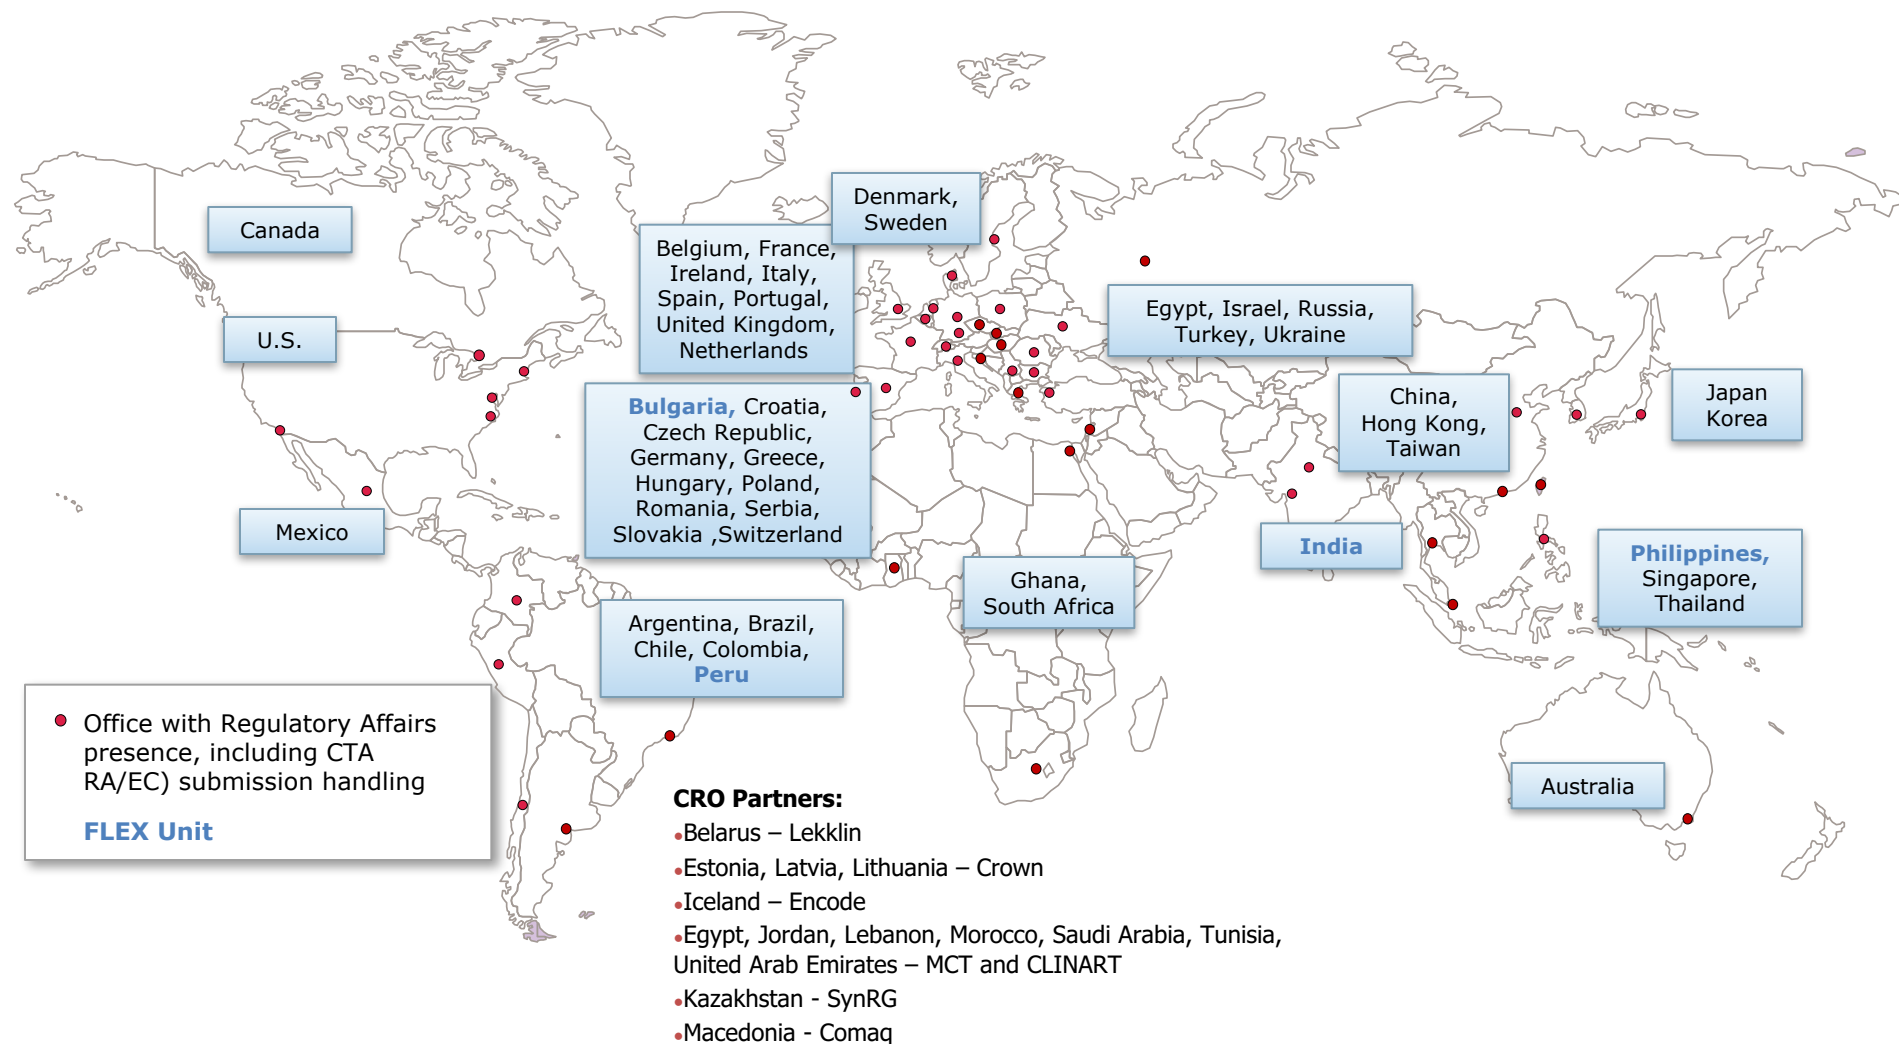 Denmark,
Sweden
Canada
Belgium, France,
Ireland, Italy,
Spain, Portugal,
United Kingdom,
Netherlands
Egypt, Israel, Russia,
Turkey, Ukraine
U.S.
China,
Hong Kong,
Taiwan
Japan
Korea
Bulgaria, Croatia,
Czech Republic,
Germany, Greece,
Hungary, Poland,
Romania, Serbia,
Slovakia ,Switzerland
Mexico
India
Philippines,
Singapore,
Thailand
Ghana,
South Africa
Argentina, Brazil,
Chile, Colombia,
Peru
Office with Regulatory Affairs
presence, including CTA
RA/EC) submission handling
FLEX Unit
Australia
CRO Partners:
•Belarus – Lekklin
•Estonia, Latvia, Lithuania – Crown
•Iceland – Encode
•Egypt, Jordan, Lebanon, Morocco, Saudi Arabia, Tunisia,
United Arab Emirates – MCT and CLINART
•Kazakhstan - SynRG
•Macedonia - Comaq